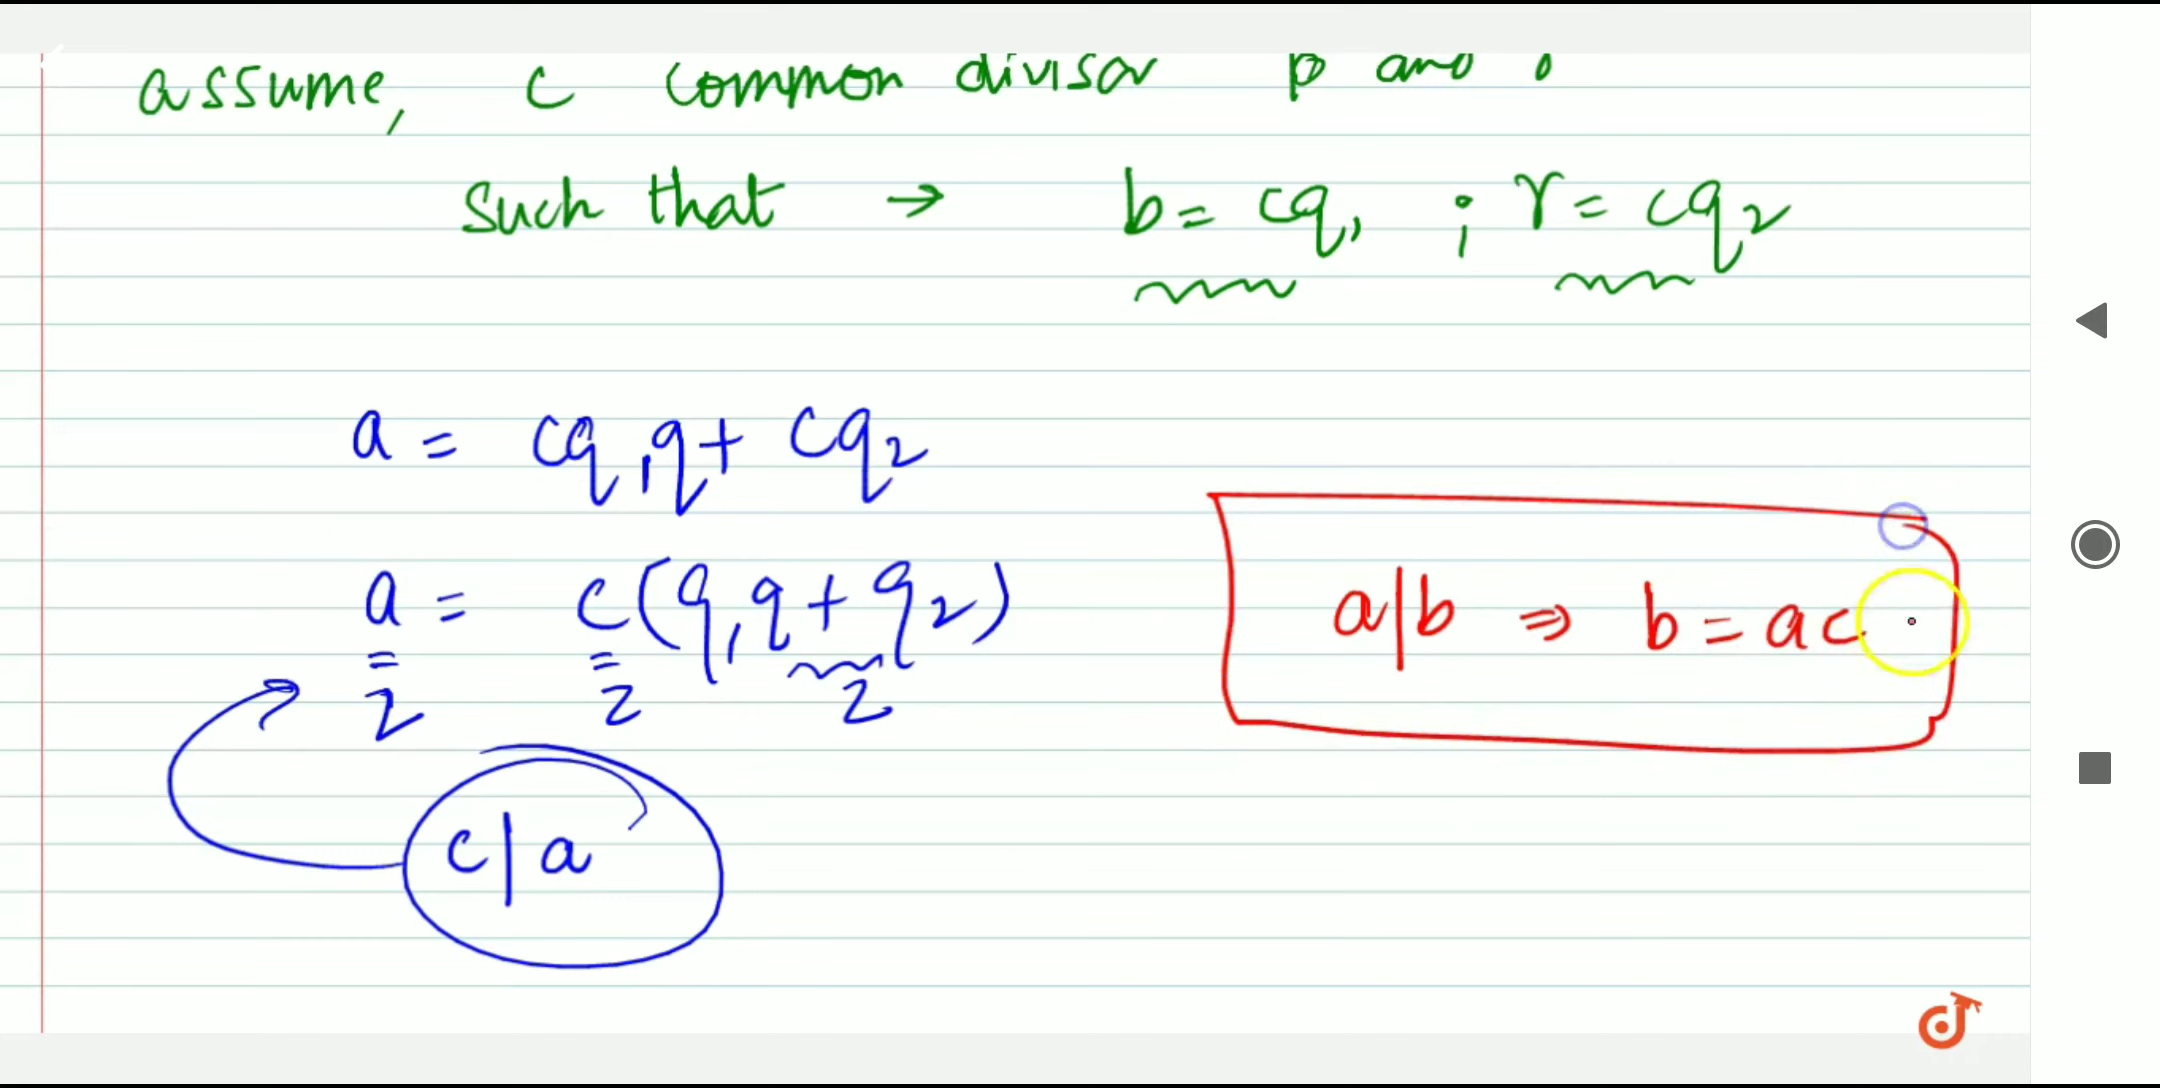 assume, c common divisor
such that → b = cq₁ ; r = cq₂
a = cq₁q + cq₂
a = c(q₁q + q₂)
z z z
a|b ⇒ b = ac
c|a